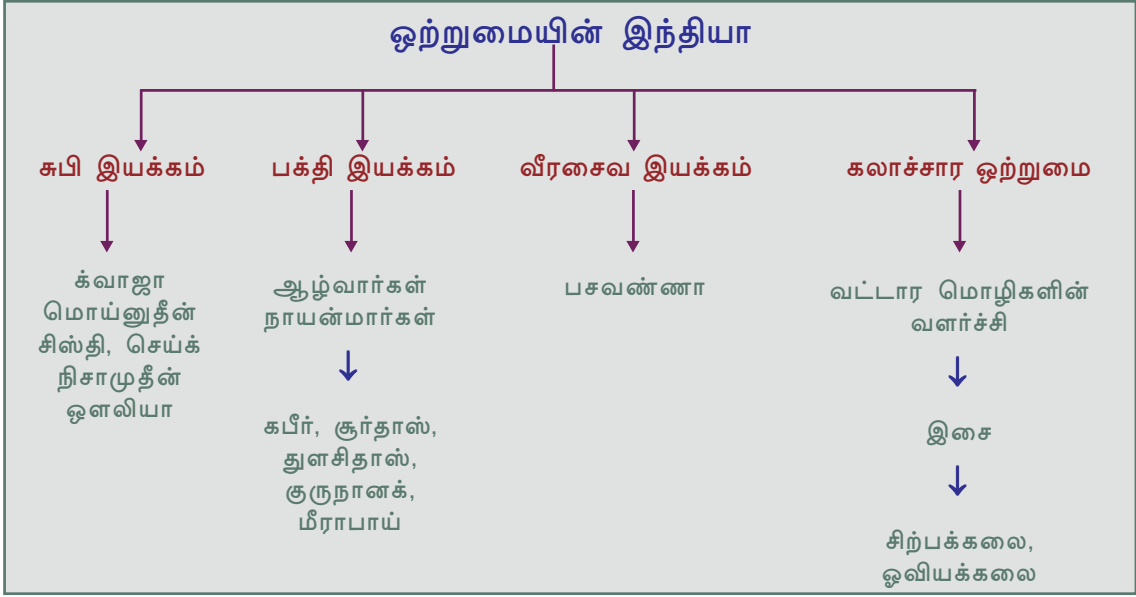 ஒற்றுமையின் இந்தியா
சுபி இயக்கம்
க்வாஜா
மொய்னுதீன்
சிஸ்தி, செய்க்
நிசாமுதீன்
ஒளலியா
பக்தி இயக்கம்
ஆழ்வார்கள்
நாயன்மார்கள்
கபீர், சூர்தாஸ்,
துளசிதாஸ்,
குருநானக்,
மீராபாய்
வீரசைவ இயக்கம்
பசவண்ணா
கலாச்சார ஒற்றுமை
வட்டார மொழிகளின்
வளர்ச்சி
இசை
சிற்பக்கலை,
ஓவியக்கலை